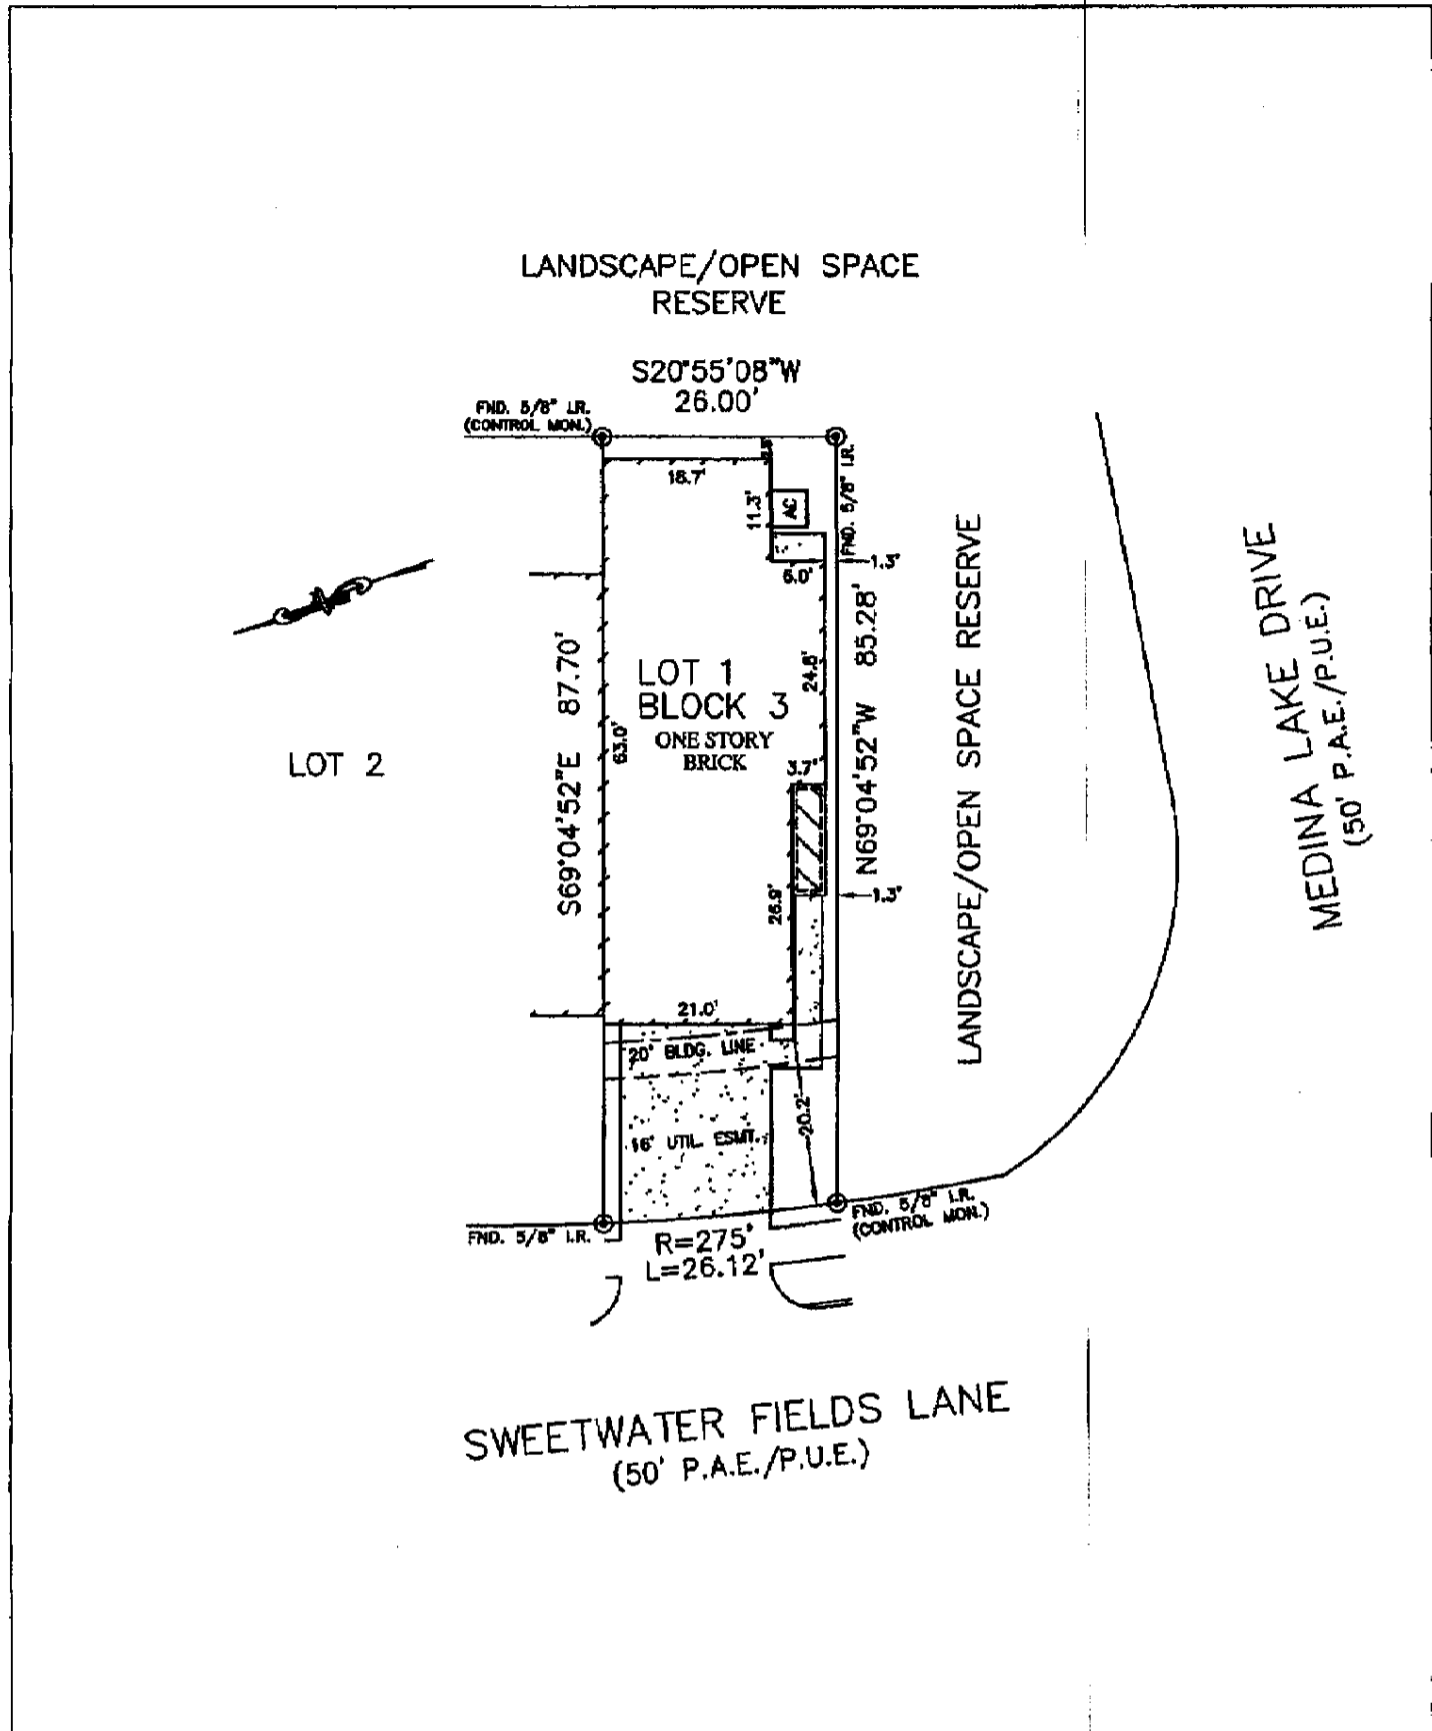 LANDSCAPE/OPEN SPACE
RESERVE
S20°55'08"W
26.00'
FND. 5/8" I.R.
(CONTROL MON.)
FND. 5/8" I.R.
18.7'
11.3'
AC
6.0'
1.3'
N
S69°04'52"E 87.70'
63.0'
LOT 1
BLOCK 3
ONE STORY
BRICK
24.8'
N69°04'52"W 85.28'
LANDSCAPE/OPEN SPACE RESERVE
MEDINA LAKE DRIVE
(50' P.A.E./P.U.E.)
LOT 2
3.7'
26.9'
1.3'
21.0'
20' BLDG. LINE
20.2'
16' UTIL. ESMT.
FND. 5/8" I.R.
FND. 5/8" I.R.
(CONTROL MON.)
R=275'
L=26.12'
SWEETWATER FIELDS LANE
(50' P.A.E./P.U.E.)